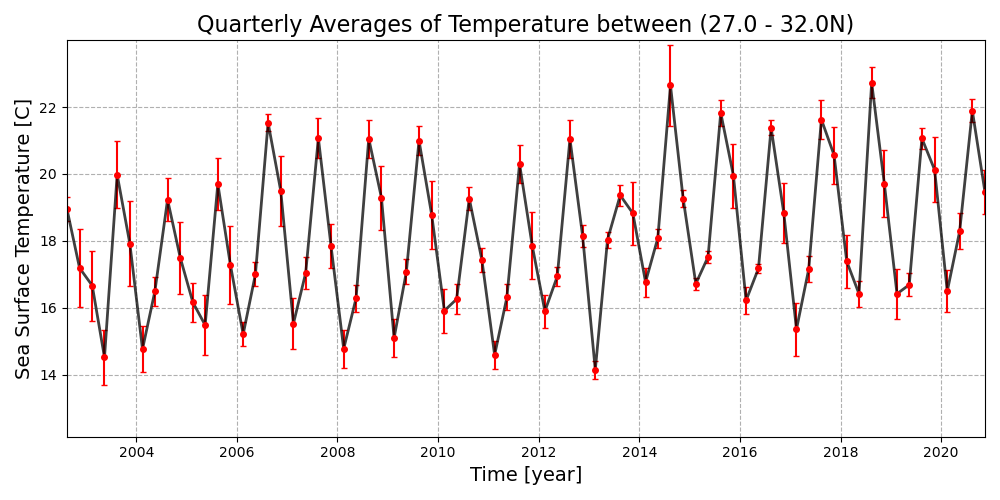 Quarterly Averages of Temperature between (27.0 - 32.0N)
Sea Surface Temperature [C]
22
20
18
16
14
2004 2006 2008 2010 2012 2014 2016 2018 2020
Time [year]